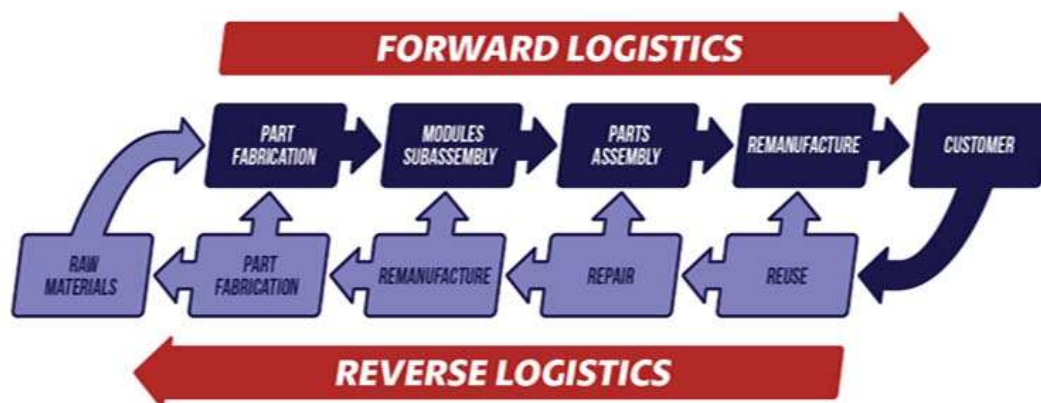 FORWARD LOGISTICS
PART
FABRICATION
MODULES
SUBASSEMBLY
PARTS
ASSEMBLY
REMANUFACTURE
CUSTOMER
RAW
MATERIALS
PART
FABRICATION
REMANUFACTURE
REPAIR
REUSE
REVERSE LOGISTICS